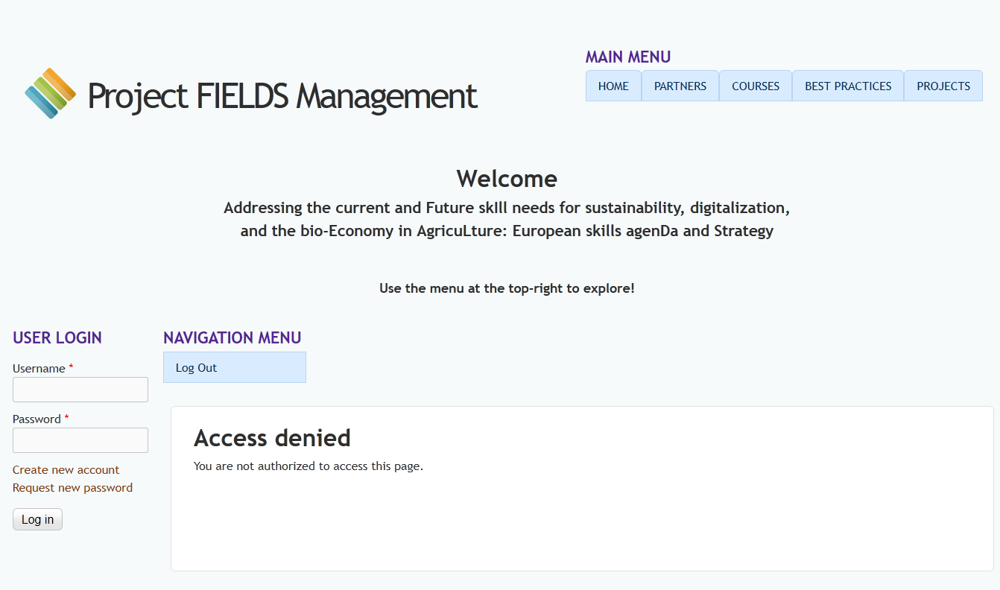 MAIN MENU
HOME PARTNERS COURSES BEST PRACTICES PROJECTS
Project FIELDS Management
Welcome
Addressing the current and Future skIll needs for sustainability, digitalization,
and the bio-Economy in AgricuLture: European skills agenDa and Strategy
Use the menu at the top-right to explore!
USER LOGIN
Username *
Password *
Create new account
Request new password
Log in
NAVIGATION MENU
Log Out
Access denied
You are not authorized to access this page.